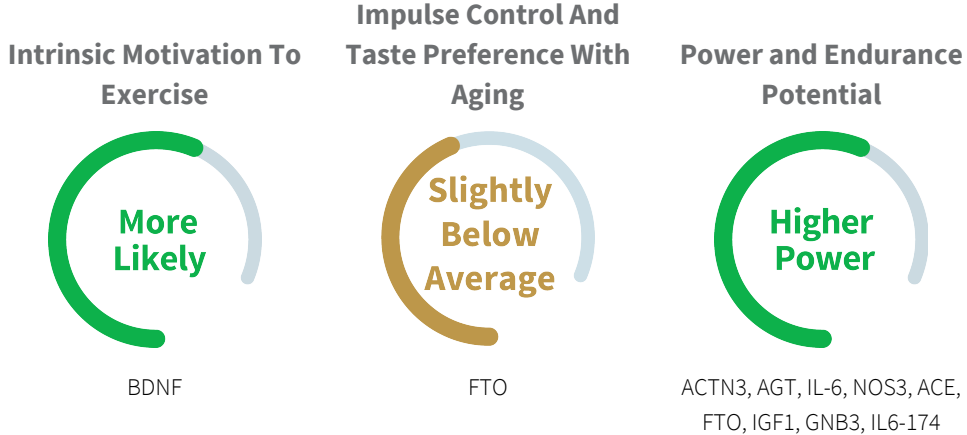 Intrinsic Motivation To
Exercise
More
Likely
BDNF
Impulse Control And
Taste Preference With
Aging
Slightly
Below
Average
FTO
Power and Endurance
Potential
Higher
Power
ACTN3, AGT, IL-6, NOS3, ACE,
FTO, IGF1, GNB3, IL6-174